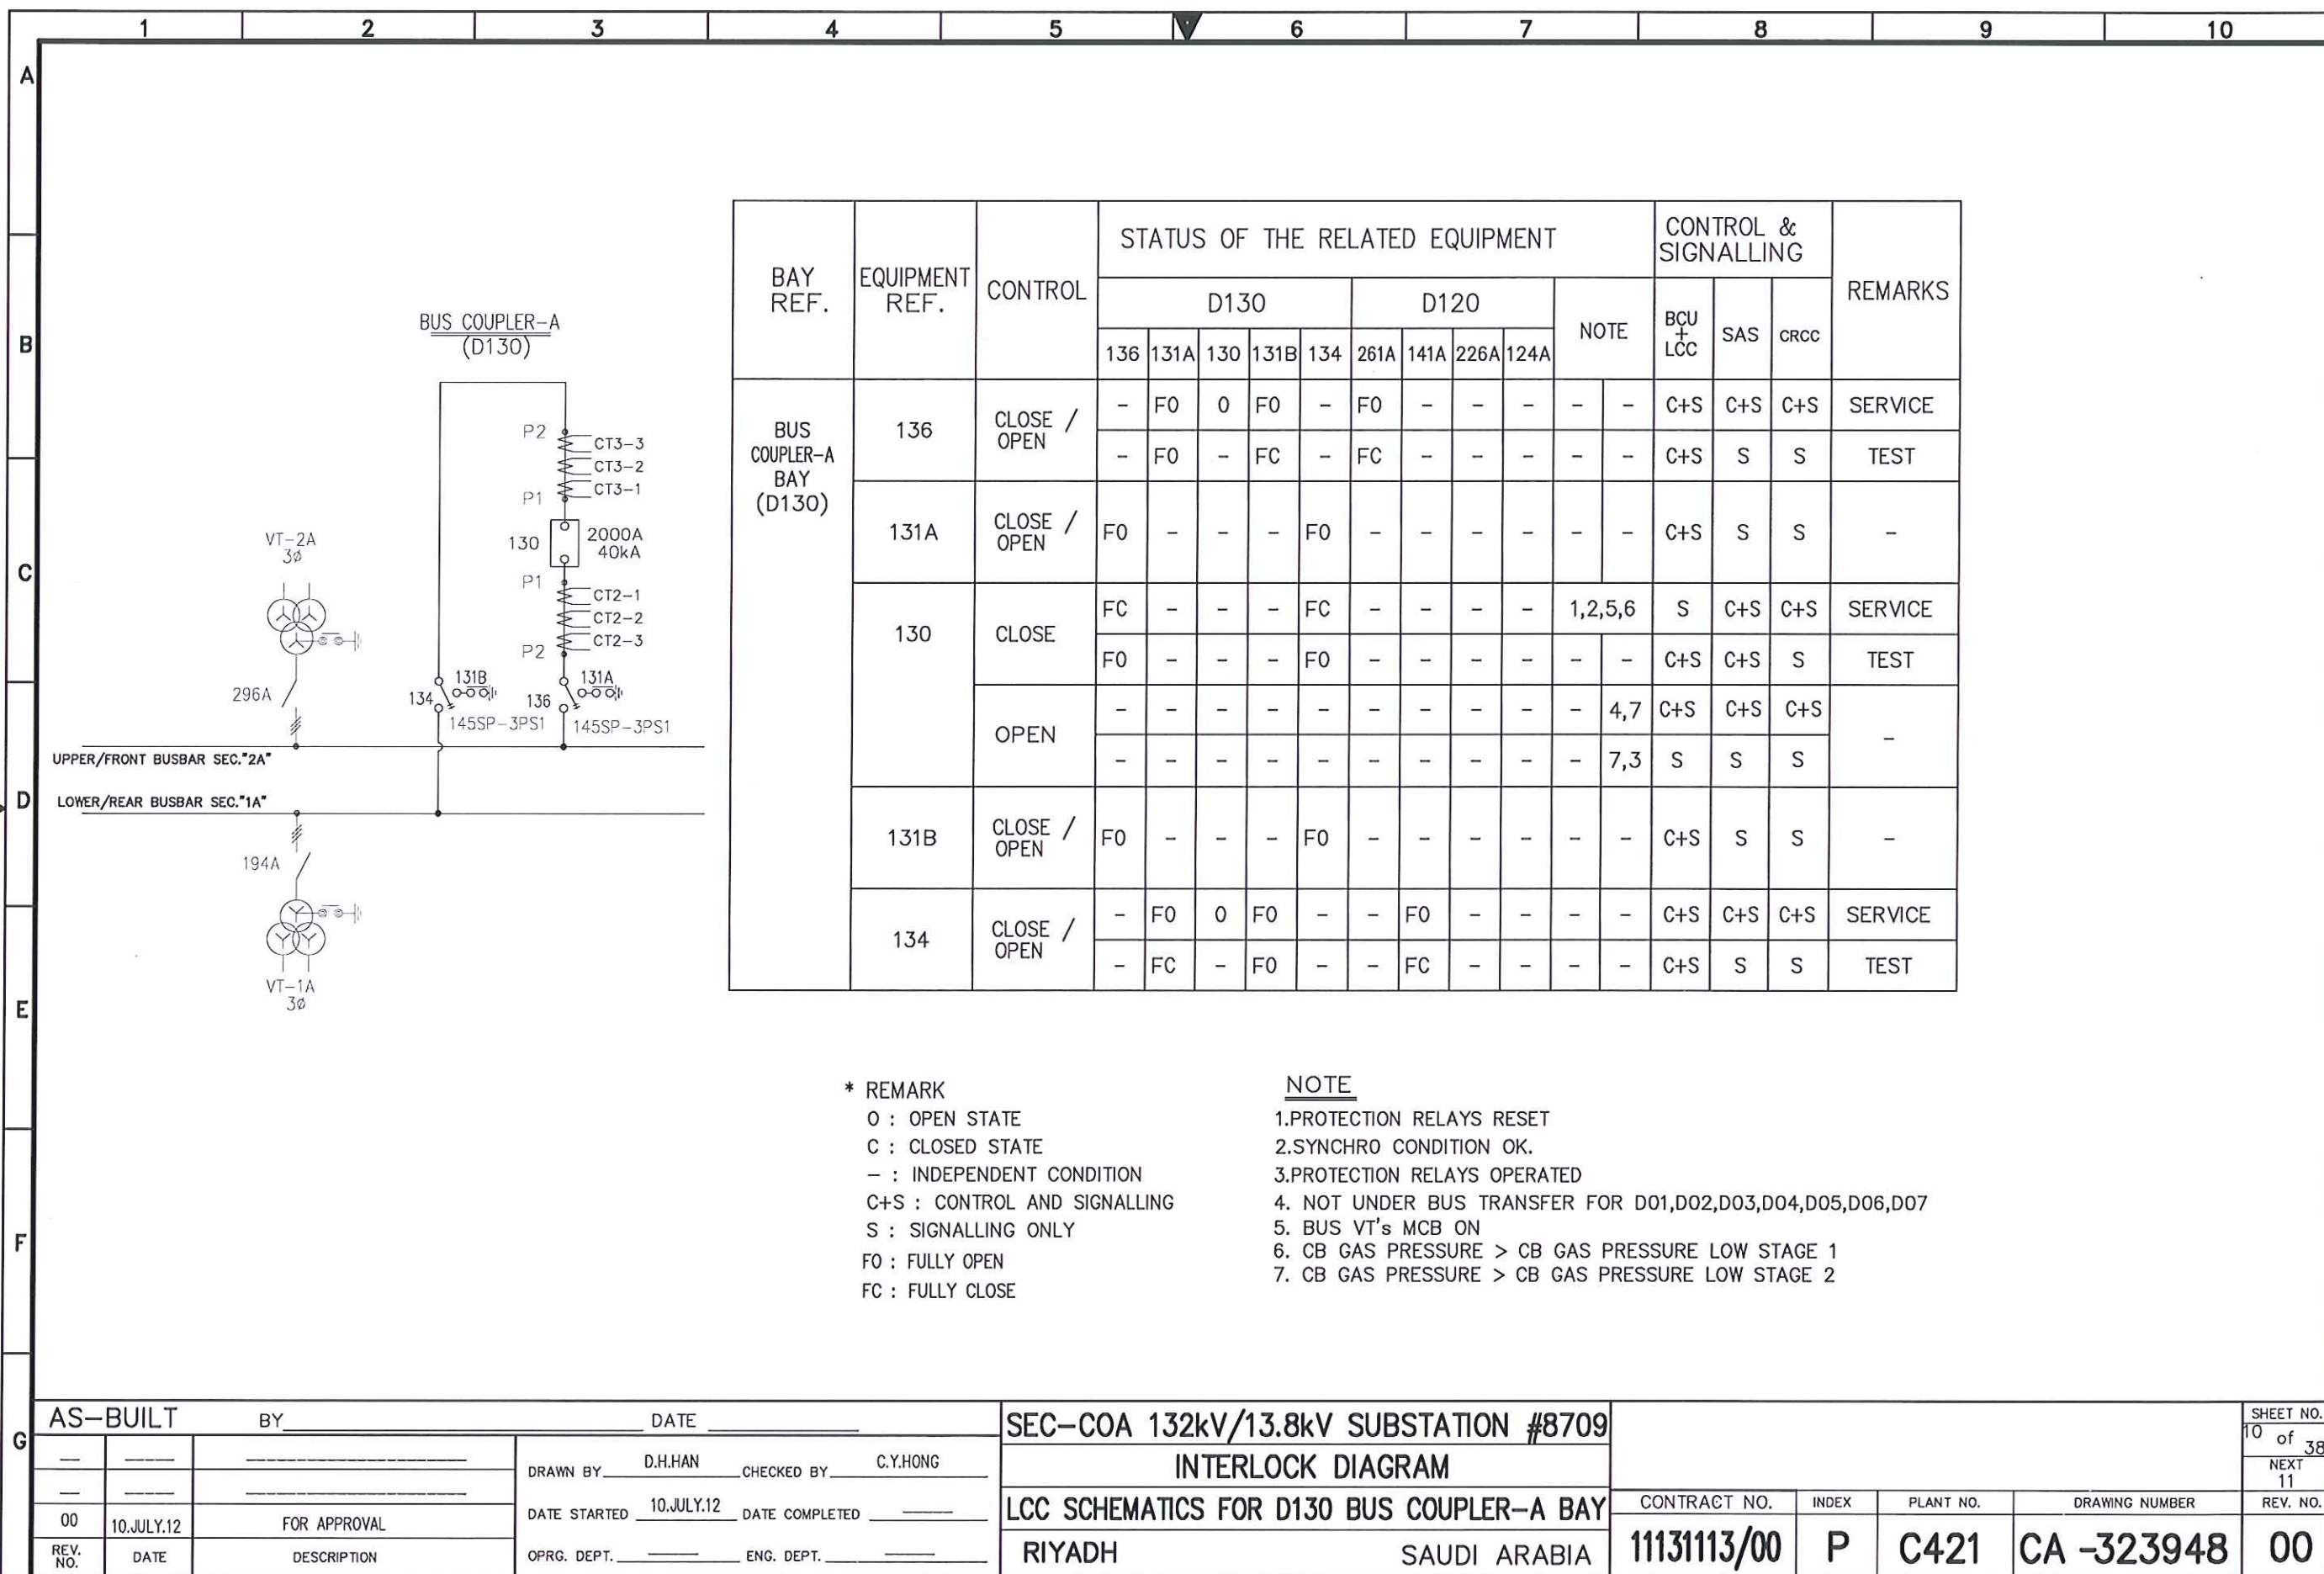 1 2 3 4 5 6 7 8 9 10
A
B
C
D
E
F
G
BUS COUPLER-A
(D130)
P2
CT3-3
CT3-2
CT3-1
P1
130
2000A
40kA
P1
CT2-1
CT2-2
CT2-3
P2
VT-2A
3ø
296A
131B
134
145SP-3PS1
131A
136
145SP-3PS1
UPPER/FRONT BUSBAR SEC."2A"
LOWER/REAR BUSBAR SEC."1A"
194A
VT-1A
3ø
BAY REF. EQUIPMENT REF. CONTROL STATUS OF THE RELATED EQUIPMENT CONTROL & SIGNALLING REMARKS
D130 D120 NOTE BCU + LCC SAS CRCC
136 131A 130 131B 134 261A 141A 226A 124A
BUS COUPLER-A BAY (D130)
136 CLOSE / OPEN - FO O FO - FO - - - - - C+S C+S C+S SERVICE
- FO - FC - FC - - - - - C+S S S TEST
131A CLOSE / OPEN FO - - - FO - - - - - - C+S S S -
130 CLOSE FC - - - FC - - - - 1,2,5,6 S C+S C+S SERVICE
FO - - - FO - - - - - - C+S C+S S TEST
OPEN - - - - - - - - - - 4,7 C+S C+S C+S -
- - - - - - - - - - 7,3 S S S
131B CLOSE / OPEN FO - - - FO - - - - - - C+S S S -
134 CLOSE / OPEN - FO O FO - - FO - - - - C+S C+S C+S SERVICE
- FC - FO - - FC - - - - C+S S S TEST
* REMARK
O : OPEN STATE
C : CLOSED STATE
- : INDEPENDENT CONDITION
C+S : CONTROL AND SIGNALLING
S : SIGNALLING ONLY
FO : FULLY OPEN
FC : FULLY CLOSE
NOTE
1.PROTECTION RELAYS RESET
2.SYNCHRO CONDITION OK.
3.PROTECTION RELAYS OPERATED
4. NOT UNDER BUS TRANSFER FOR D01,D02,D03,D04,D05,D06,D07
5. BUS VT's MCB ON
6. CB GAS PRESSURE > CB GAS PRESSURE LOW STAGE 1
7. CB GAS PRESSURE > CB GAS PRESSURE LOW STAGE 2
AS-BUILT BY DATE
00 10.JULY.12 FOR APPROVAL
REV. NO. DATE DESCRIPTION
DRAWN BY D.H.HAN CHECKED BY C.Y.HONG
DATE STARTED 10.JULY.12 DATE COMPLETED
OPRG. DEPT. ENG. DEPT.
SEC-COA 132kV/13.8kV SUBSTATION #8709
INTERLOCK DIAGRAM
LCC SCHEMATICS FOR D130 BUS COUPLER-A BAY
RIYADH SAUDI ARABIA
CONTRACT NO. INDEX PLANT NO. DRAWING NUMBER REV. NO.
11131113/00 P C421 CA -323948 00
SHEET NO.
10 of 38
NEXT
11